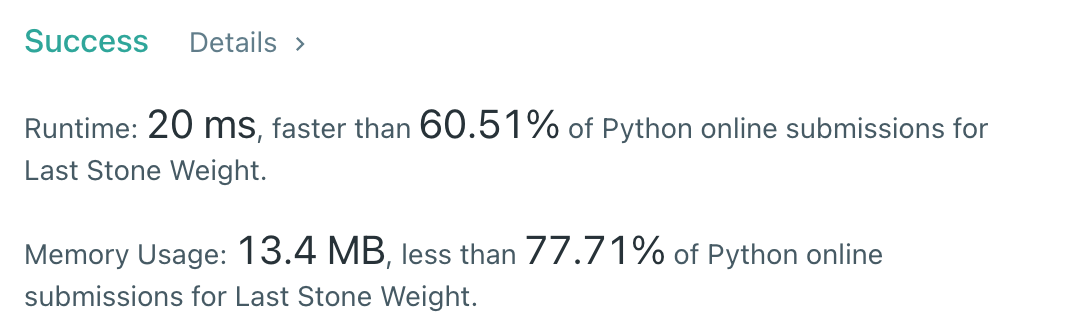 Success Details >
Runtime: 20 ms, faster than 60.51% of Python online submissions for
Last Stone Weight.
Memory Usage: 13.4 MB, less than 77.71% of Python online
submissions for Last Stone Weight.